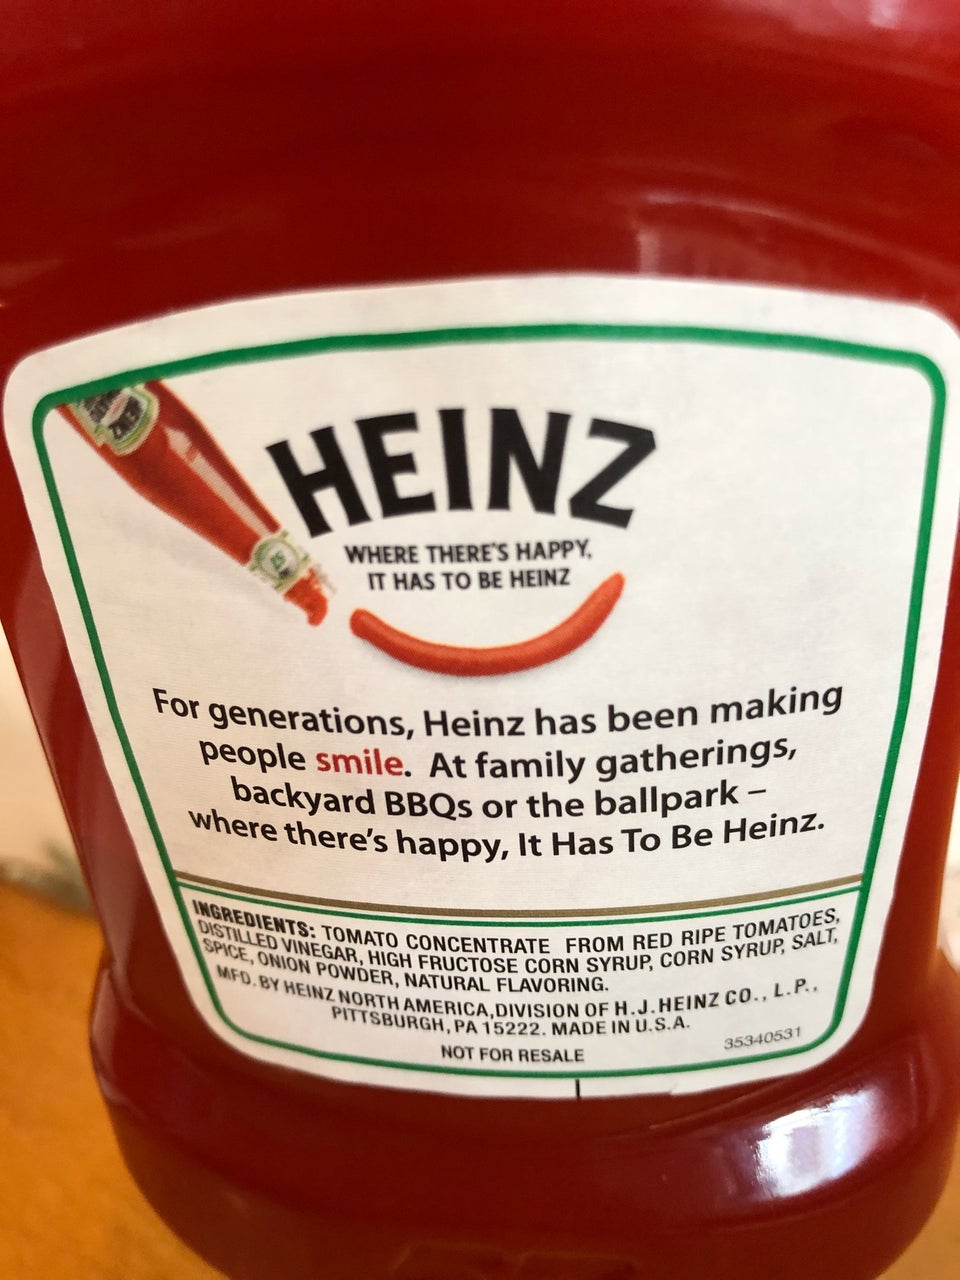 HEINZ
WHERE THERE'S HAPPY,
IT HAS TO BE HEINZ
For generations, Heinz has been making
people smile. At family gatherings,
backyard BBQs or the ballpark –
where there's happy, It Has To Be Heinz.
INGREDIENTS: TOMATO CONCENTRATE FROM RED RIPE TOMATOES,
DISTILLED VINEGAR, HIGH FRUCTOSE CORN SYRUP, CORN SYRUP, SALT,
SPICE, ONION POWDER, NATURAL FLAVORING.
MFD. BY HEINZ NORTH AMERICA, DIVISION OF H.J. HEINZ CO., L.P.,
PITTSBURGH, PA 15222. MADE IN U.S.A.
35340531
NOT FOR RESALE